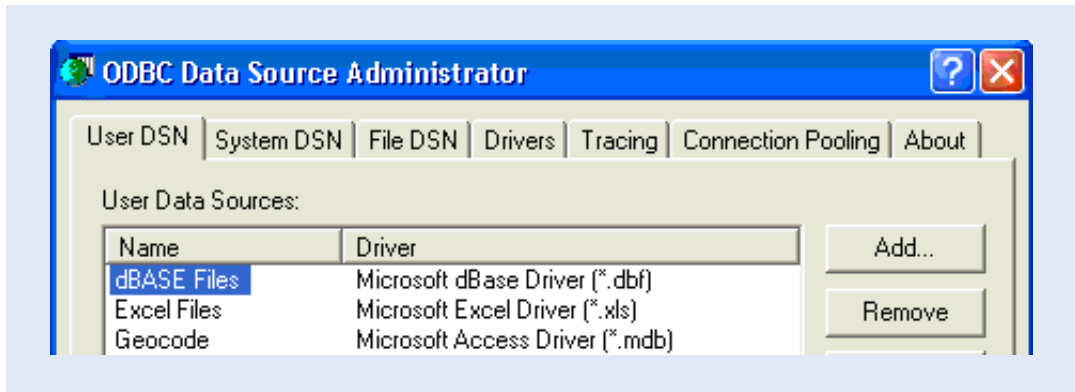 ODBC Data Source Administrator
User DSN System DSN File DSN Drivers Tracing Connection Pooling About
User Data Sources:
Name Driver Add...
dBASE Files Microsoft dBase Driver (*.dbf)
Excel Files Microsoft Excel Driver (*.xls) Remove
Geocode Microsoft Access Driver (*.mdb)